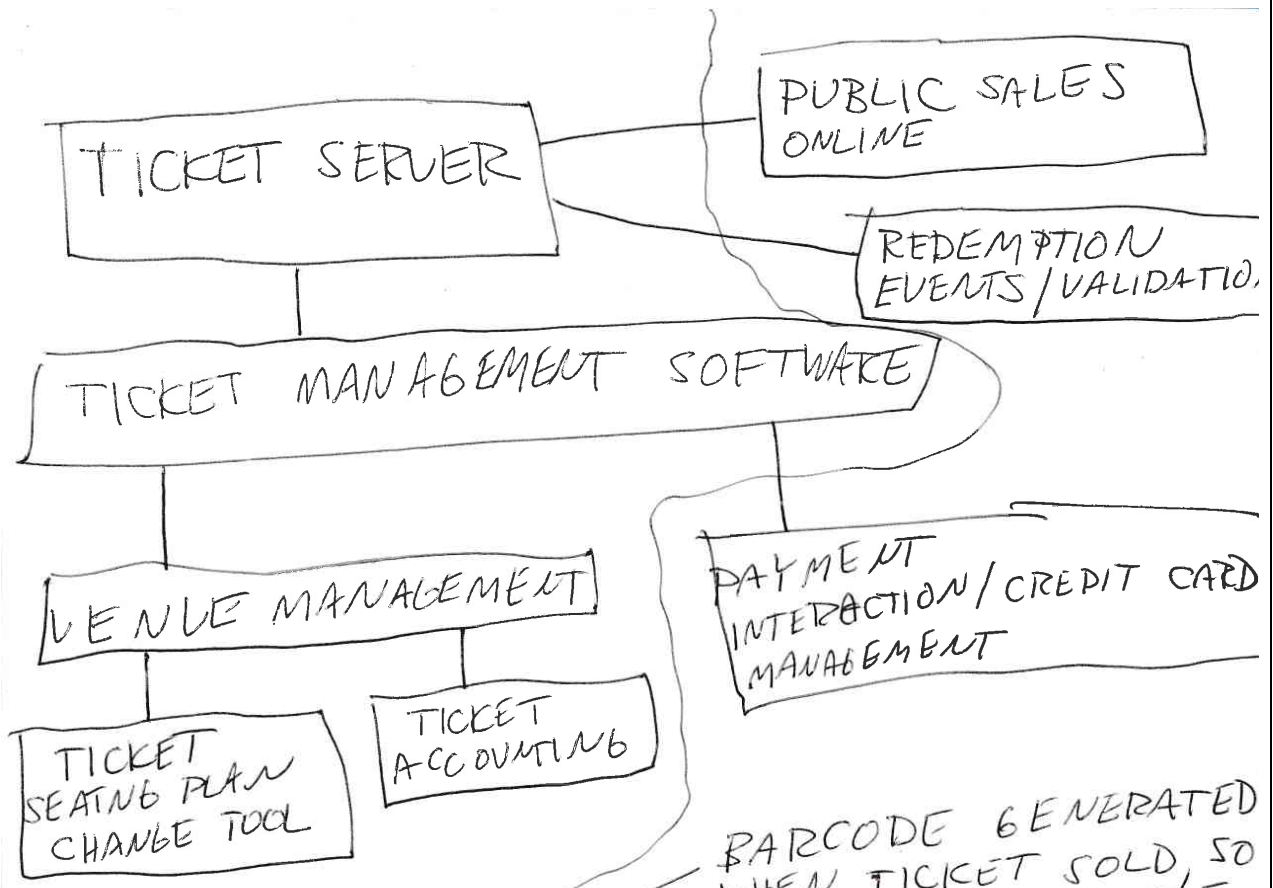 PUBLIC SALES
ONLINE
TICKET SERVER
REDEMPTION
EVENTS/VALIDATIO
TICKET MANAGEMENT SOFTWARE
PAYMENT
INTERACTION/CREDIT CARD
MANAGEMENT
VENUE MANAGEMENT
TICKET
ACCOUNTING
TICKET
SEATNG PLAN
CHANGE TOOL
BARCODE GENERATED
WHEN TICKET SOLD, SO